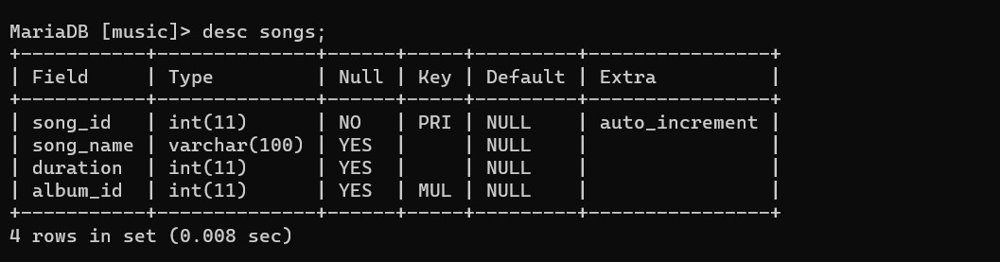 MariaDB [music]> desc songs;
+-----------+--------------+------+-----+---------+----------------+
| Field     | Type         | Null | Key | Default | Extra          |
+-----------+--------------+------+-----+---------+----------------+
| song_id   | int(11)      | NO   | PRI | NULL    | auto_increment |
| song_name | varchar(100) | YES  |     | NULL    |                |
| duration  | int(11)      | YES  |     | NULL    |                |
| album_id  | int(11)      | YES  | MUL | NULL    |                |
+-----------+--------------+------+-----+---------+----------------+
4 rows in set (0.008 sec)